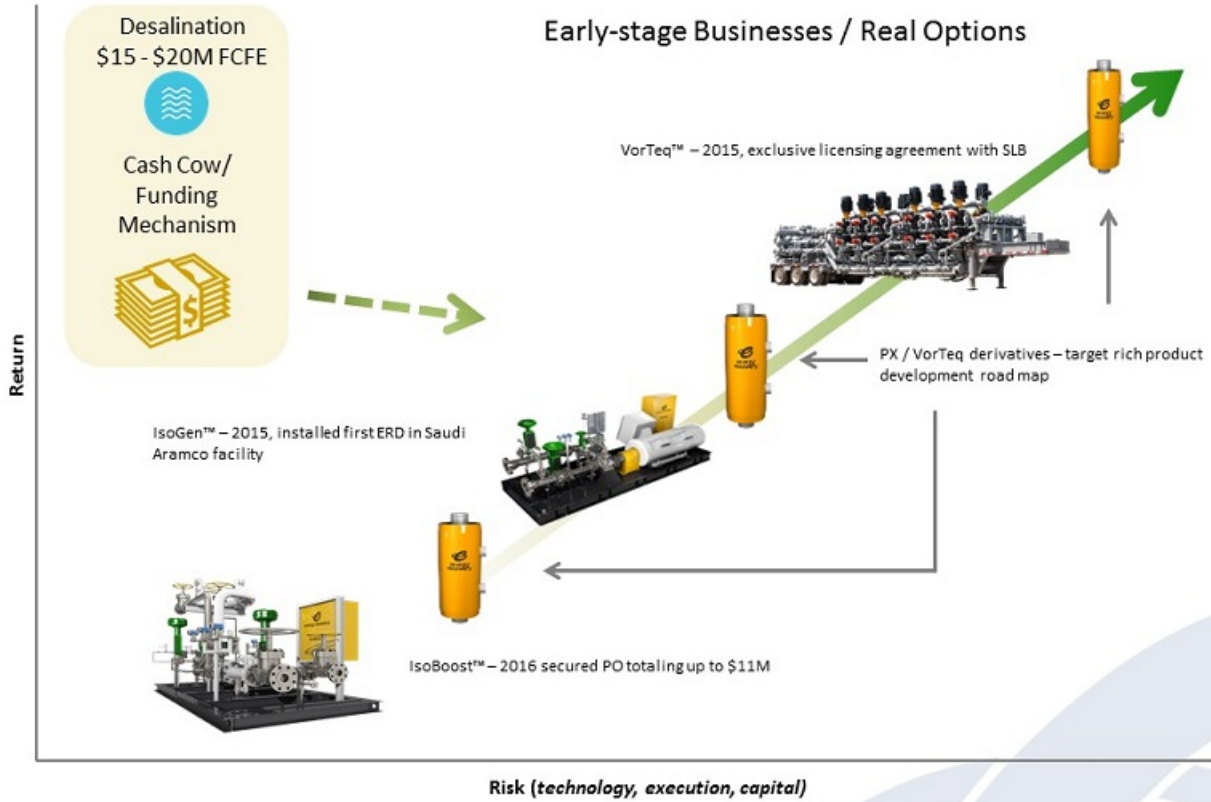 Desalination
$15 - $20M FCFE
Cash Cow/
Funding
Mechanism
$
Early-stage Businesses / Real Options
VorTeq™ – 2015, exclusive licensing agreement with SLB
PX / VorTeq derivatives – target rich product
development road map
IsoGen™ – 2015, installed first ERD in Saudi
Aramco facility
IsoBoost™ – 2016 secured PO totaling up to $11M
Return
Risk (technology, execution, capital)